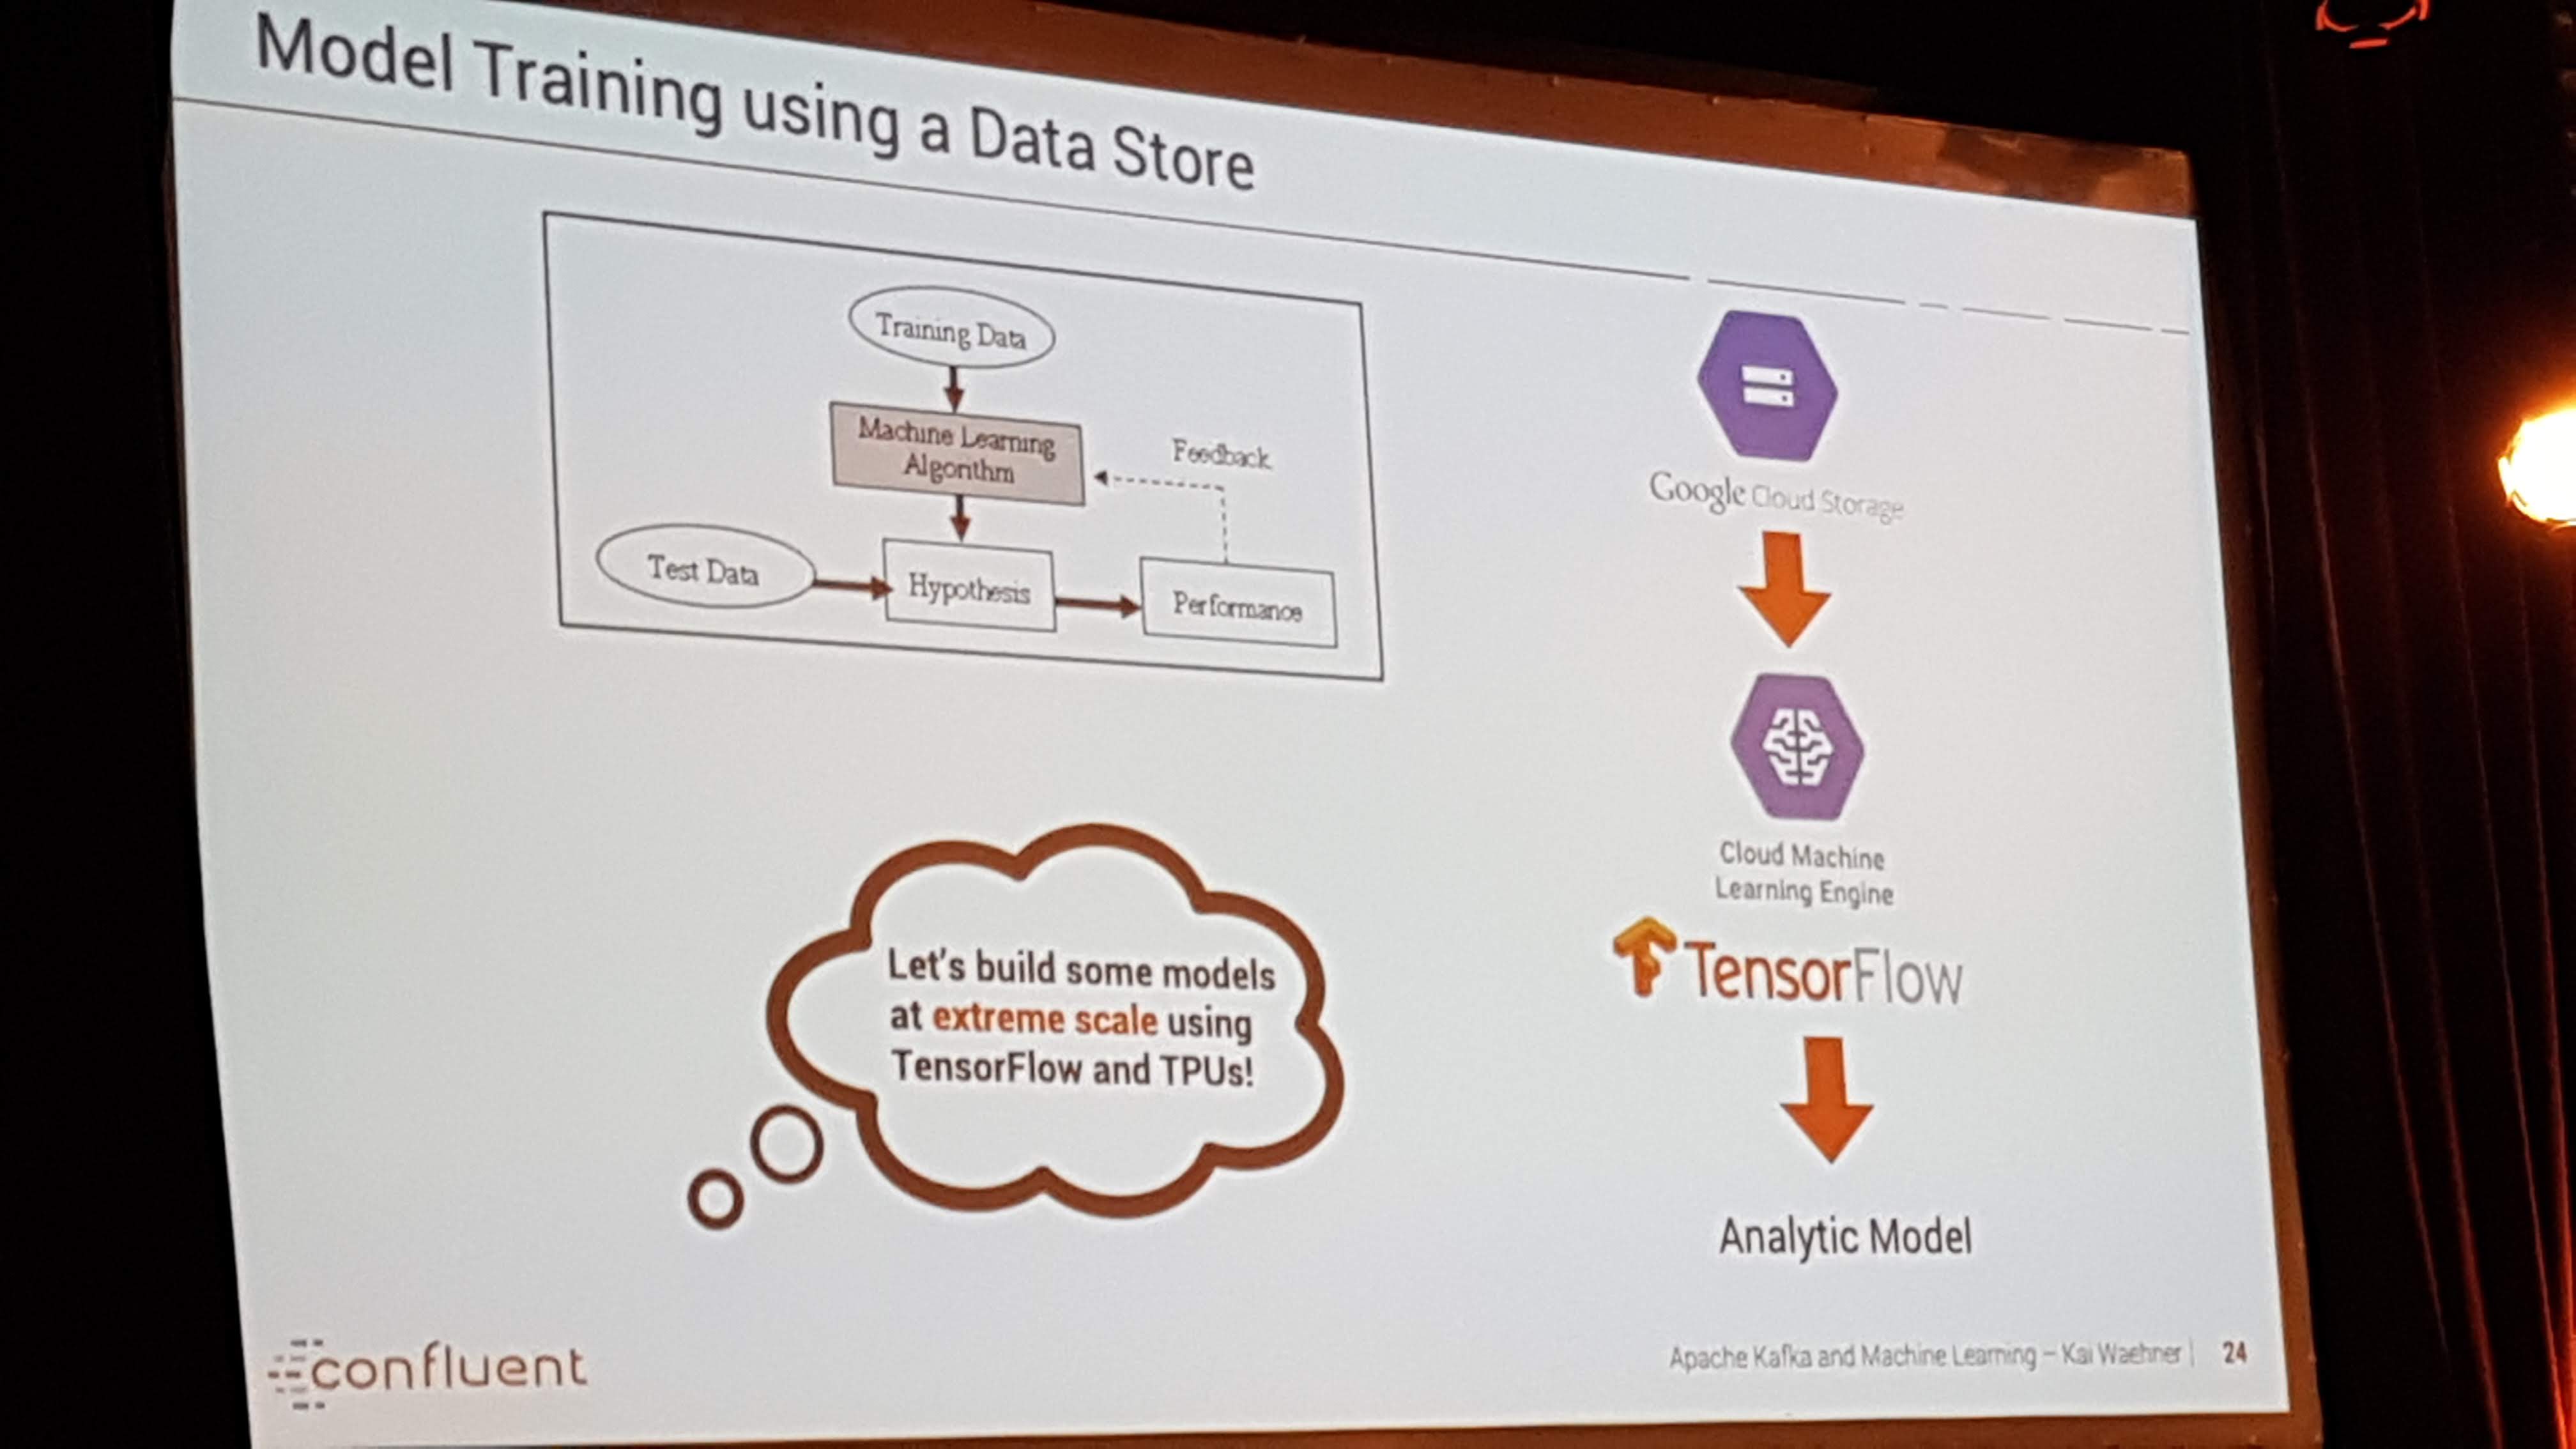 Model Training using a Data Store
Training Data
Machine Learning
Algorithm
Feedback
Test Data
Hypothesis
Performance
Google Cloud Storage
Cloud Machine
Learning Engine
TensorFlow
Let's build some models
at extreme scale using
TensorFlow and TPUs!
Analytic Model
confluent
Apache Kafka and Machine Learning – Kai Waehner | 24